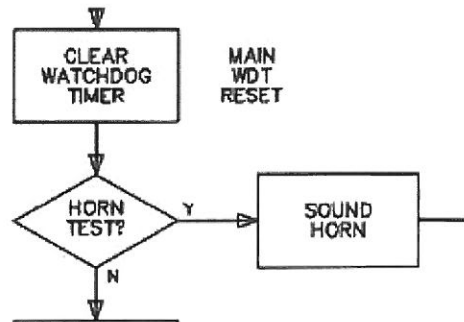 CLEAR
WATCHDOG
TIMER
MAIN
WDT
RESET
HORN
TEST?
Y
SOUND
HORN
N